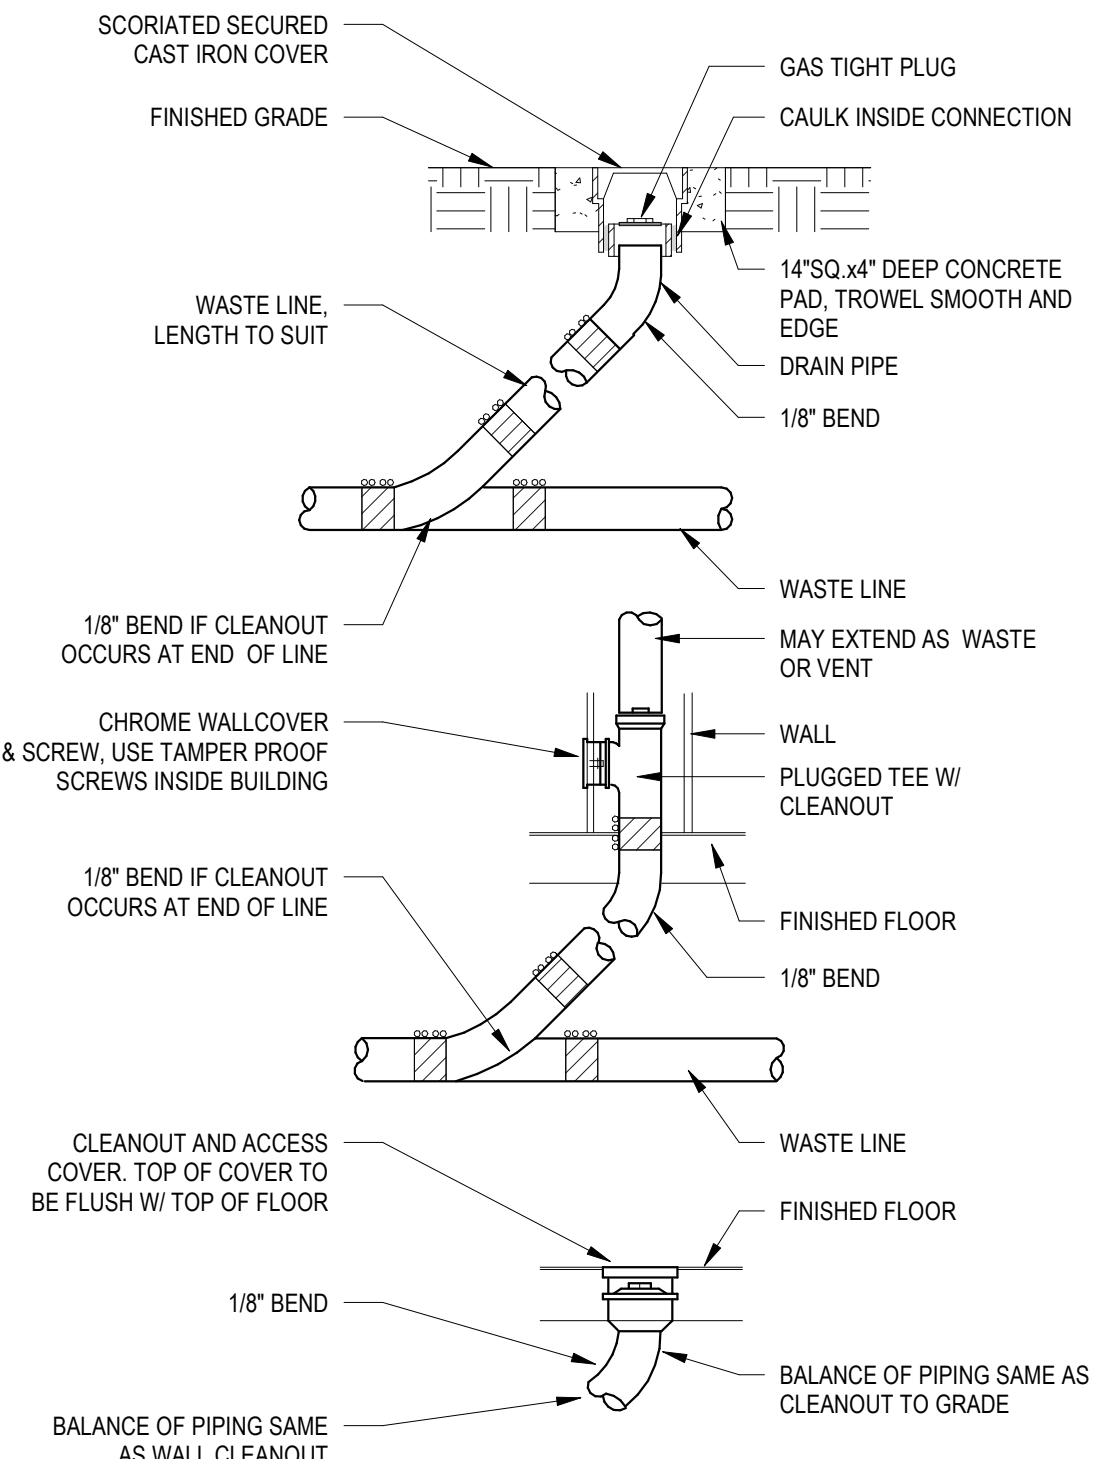 SCORIATED SECURED
CAST IRON COVER
GAS TIGHT PLUG
FINISHED GRADE
CAULK INSIDE CONNECTION
14"SQ.x4" DEEP CONCRETE
PAD, TROWEL SMOOTH AND
EDGE
WASTE LINE,
LENGTH TO SUIT
DRAIN PIPE
1/8" BEND
WASTE LINE
1/8" BEND IF CLEANOUT
OCCURS AT END OF LINE
MAY EXTEND AS WASTE
OR VENT
CHROME WALLCOVER
& SCREW, USE TAMPER PROOF
SCREWS INSIDE BUILDING
WALL
PLUGGED TEE W/
CLEANOUT
1/8" BEND IF CLEANOUT
OCCURS AT END OF LINE
FINISHED FLOOR
1/8" BEND
WASTE LINE
CLEANOUT AND ACCESS
COVER. TOP OF COVER TO
BE FLUSH W/ TOP OF FLOOR
FINISHED FLOOR
1/8" BEND
BALANCE OF PIPING SAME AS
CLEANOUT TO GRADE
BALANCE OF PIPING SAME
AS WALL CLEANOUT